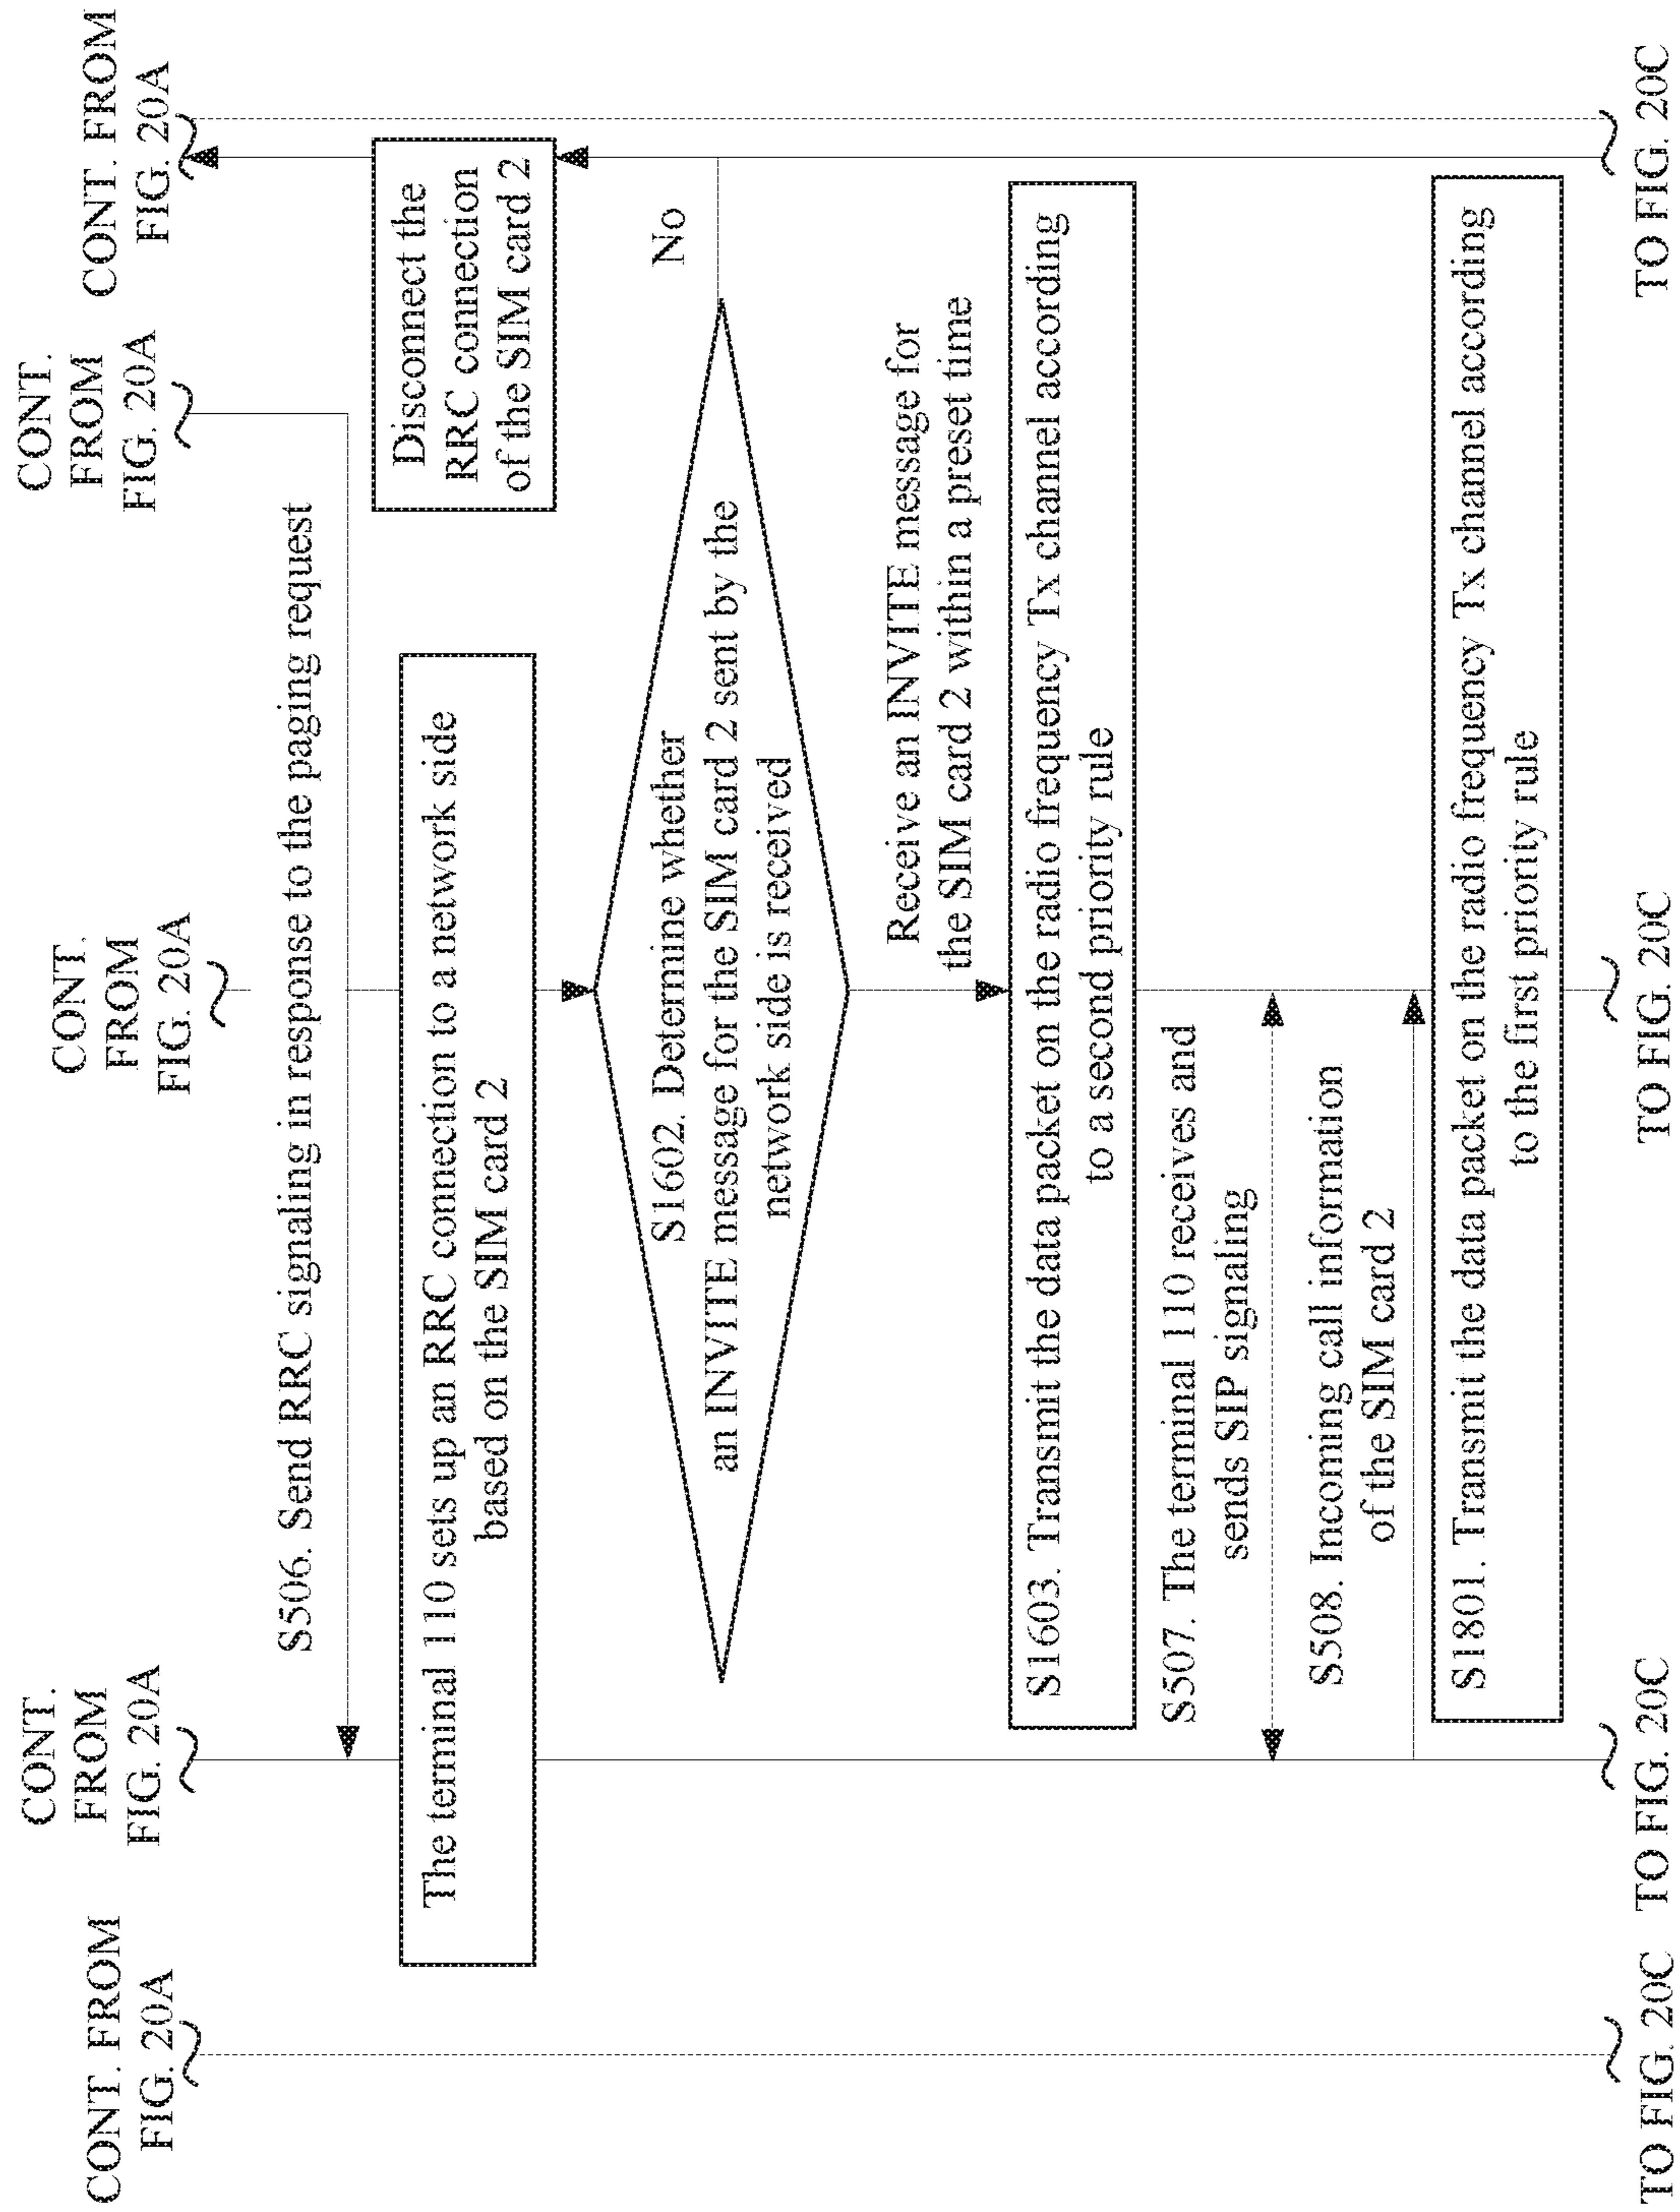 CONT. FROM
FIG. 20A
CONT.
FROM
FIG. 20A
CONT.
FROM
FIG. 20A
CONT.
FROM
FIG. 20A
CONT. FROM
FIG. 20A
S506. Send RRC signaling in response to the paging request
The terminal 110 sets up an RRC connection to a network side
based on the SIM card 2
Disconnect the
RRC connection
of the SIM card 2
S1602. Determine whether
an INVITE message for the SIM card 2 sent by the
network side is received
No
Receive an INVITE message for
the SIM card 2 within a preset time
S1603. Transmit the data packet on the radio frequency Tx channel according
to a second priority rule
S507. The terminal 110 receives and
sends SIP signaling
S508. Incoming call information
of the SIM card 2
S1801. Transmit the data packet on the radio frequency Tx channel according
to the first priority rule
TO FIG. 20C
TO FIG. 20C
TO FIG. 20C
TO FIG. 20C